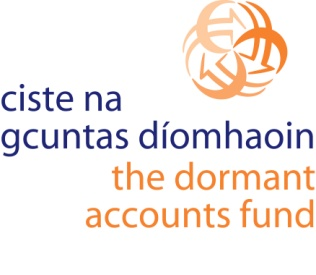 ciste na
gcuntas díomhaoin
the dormant
accounts fund